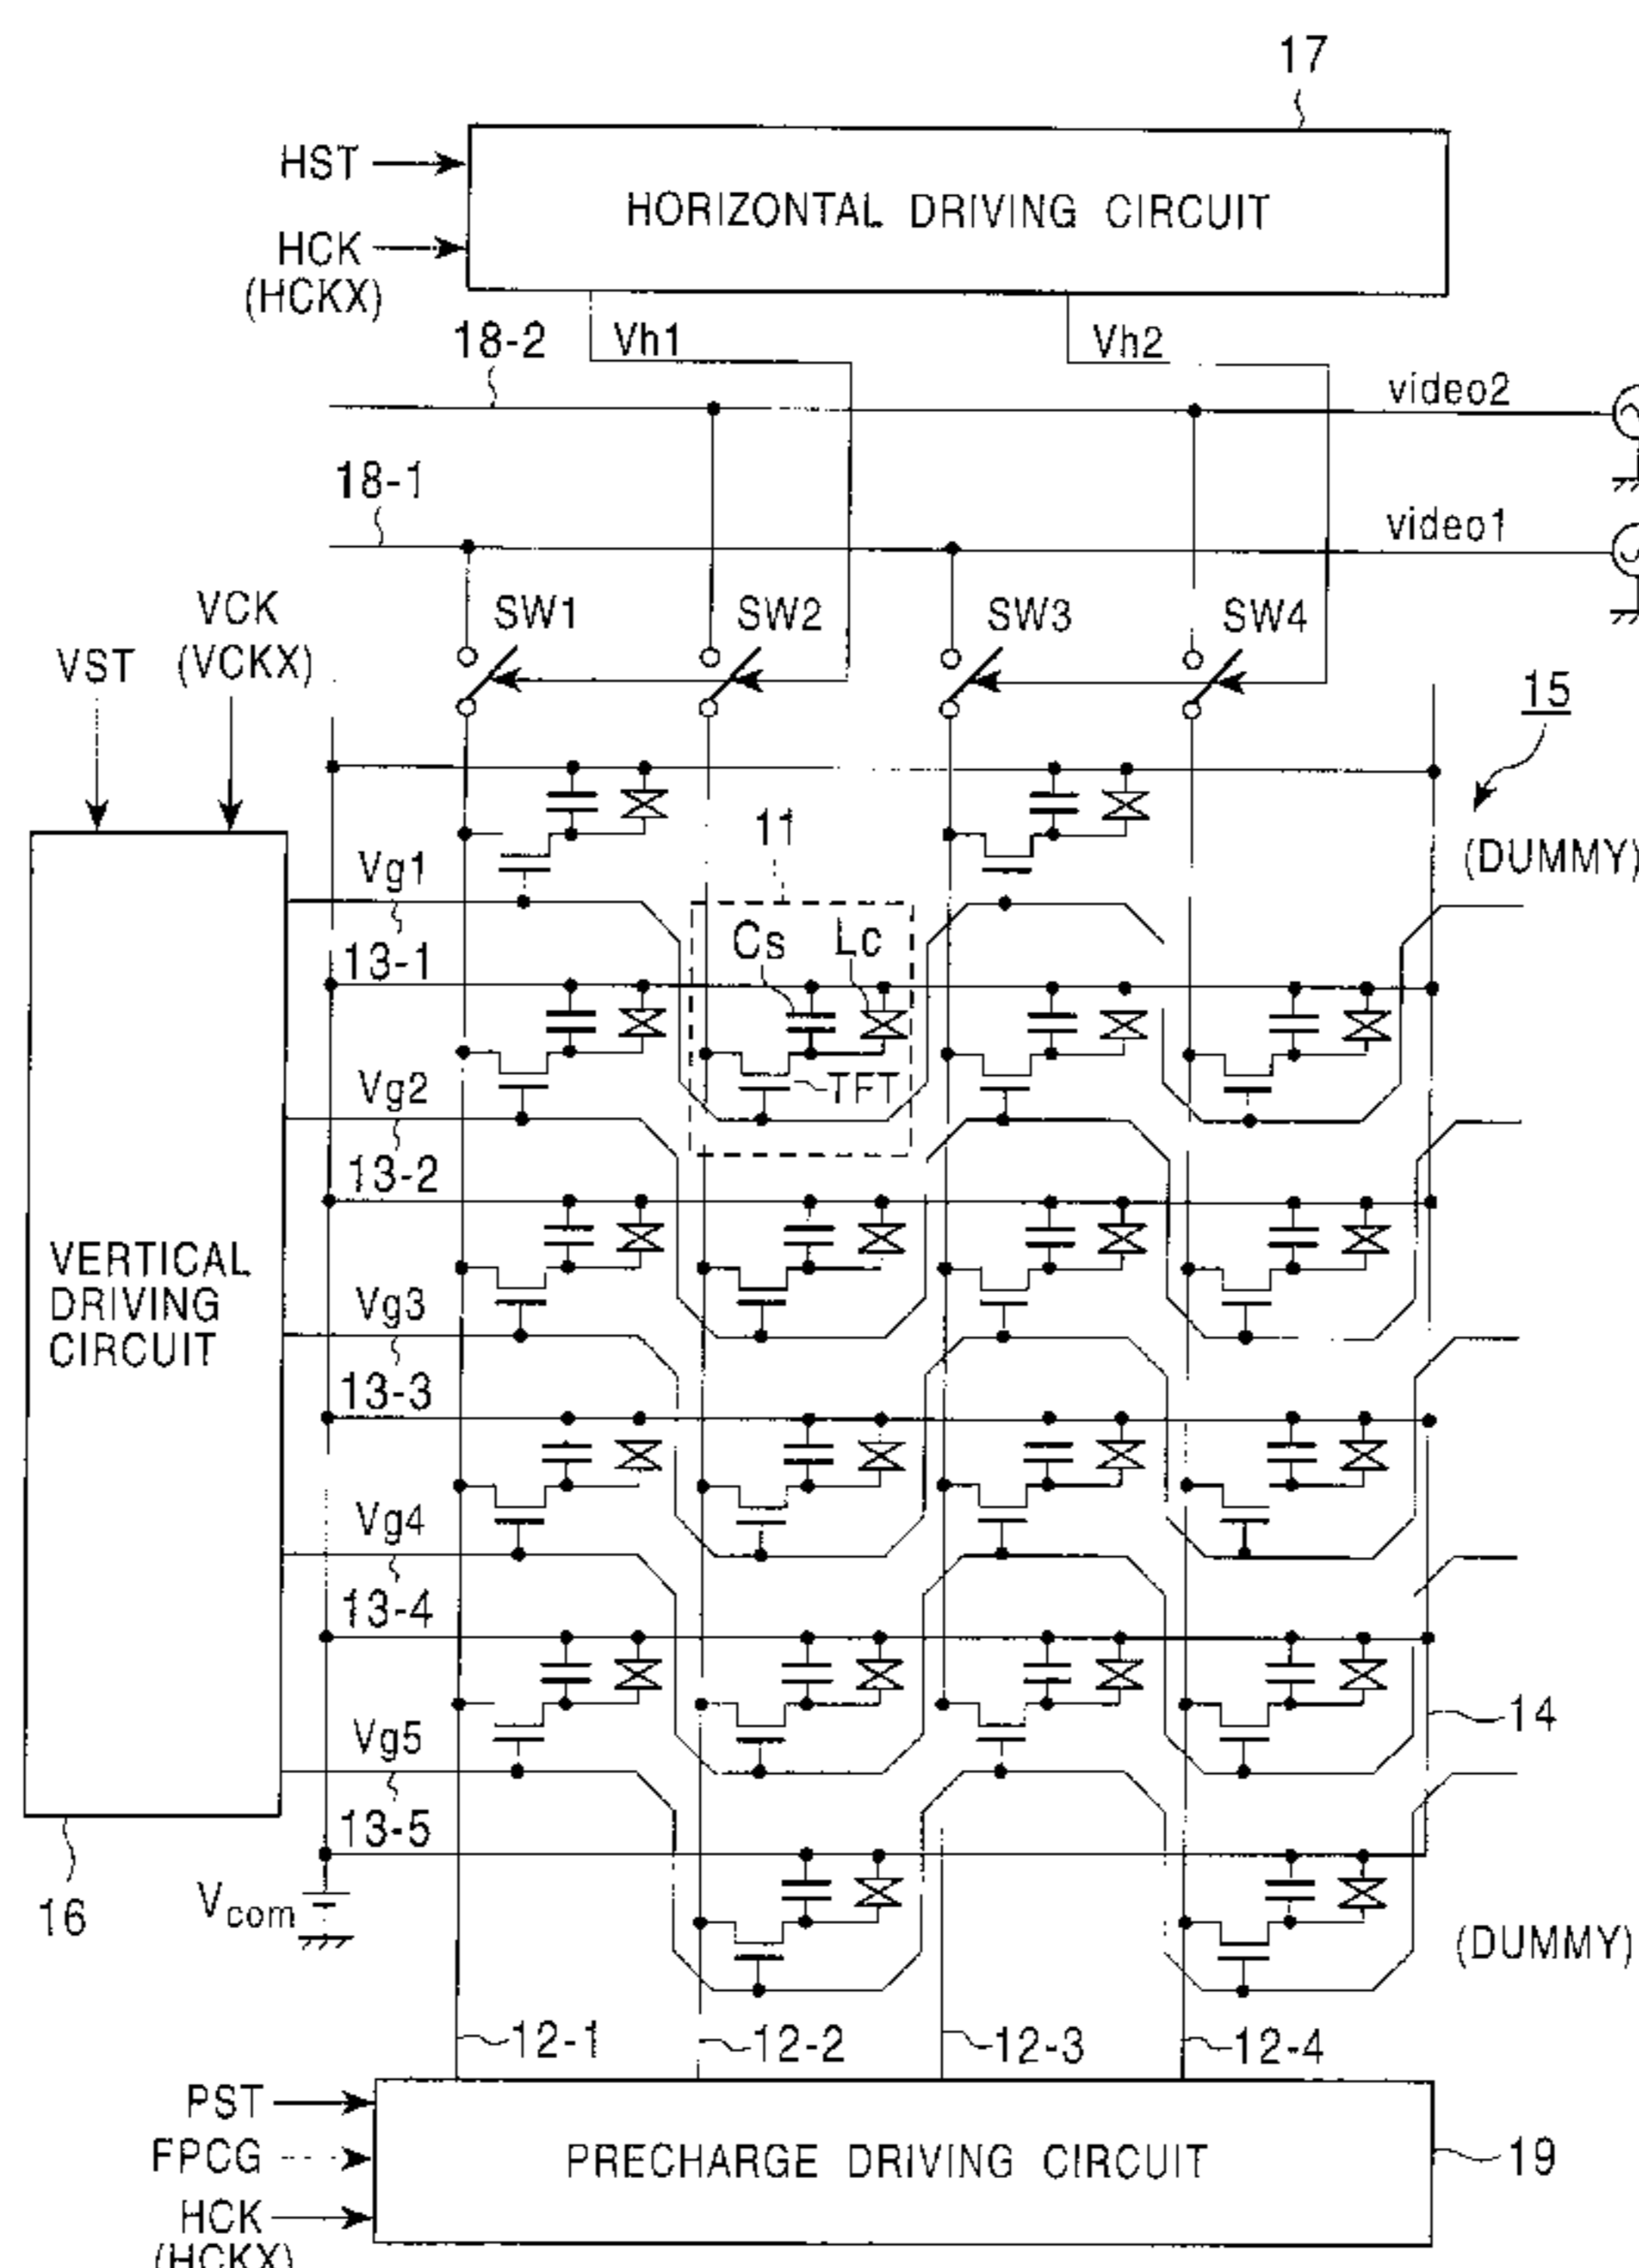 17
HST
HORIZONTAL DRIVING CIRCUIT
HCK
(HCKX)
Vh1
Vh2
18-2
video2
18-1
video1
VCK
(VCKX)
VST
SW1
SW2
SW3
SW4
15
(DUMMY)
11
Vg1
13-1
Cs
Lc
TFT
Vg2
13-2
VERTICAL
DRIVING
CIRCUIT
Vg3
13-3
Vg4
13-4
14
Vg5
13-5
16
Vcom
(DUMMY)
12-1
12-2
12-3
12-4
PST
FPCG
PRECHARGE DRIVING CIRCUIT
19
HCK
(HCKX)